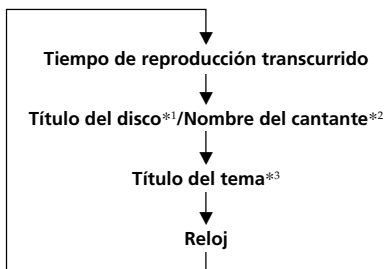 Tiempo de reproducción transcurrido
Título del disco*1/Nombre del cantante*2
Título del tema*3
Reloj